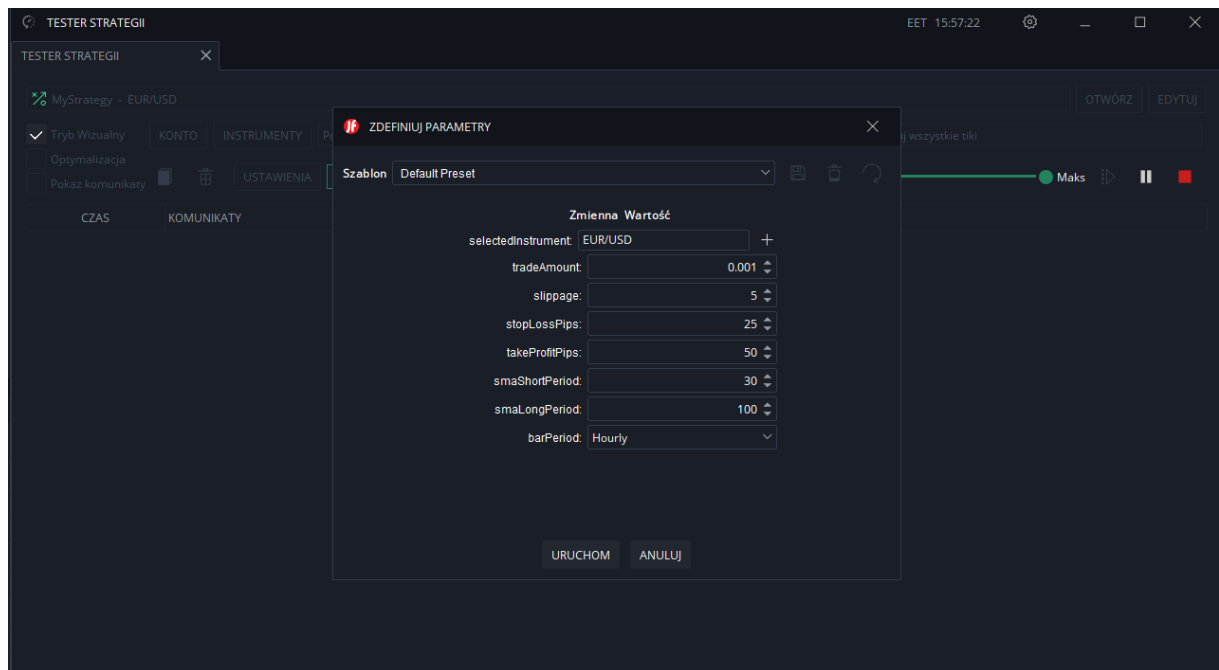 TESTER STRATEGII
EET 15:57:22
TESTER STRATEGII
MyStrategy - EUR/USD
OTWÓRZ
EDYTUJ
Tryb Wizualny
KONTO
INSTRUMENTY
wszystkie tiki
Optymalizacja
Pokaż komunikaty
USTAWIENIA
Maks
CZAS
KOMUNIKATY
ZDEFINIUJ PARAMETRY
Szablon Default Preset
Zmienna Wartość
selectedInstrument: EUR/USD
tradeAmount: 0.001
slippage: 5
stopLossPips: 25
takeProfitPips: 50
smaShortPeriod: 30
smaLongPeriod: 100
barPeriod: Hourly
URUCHOM
ANULUJ